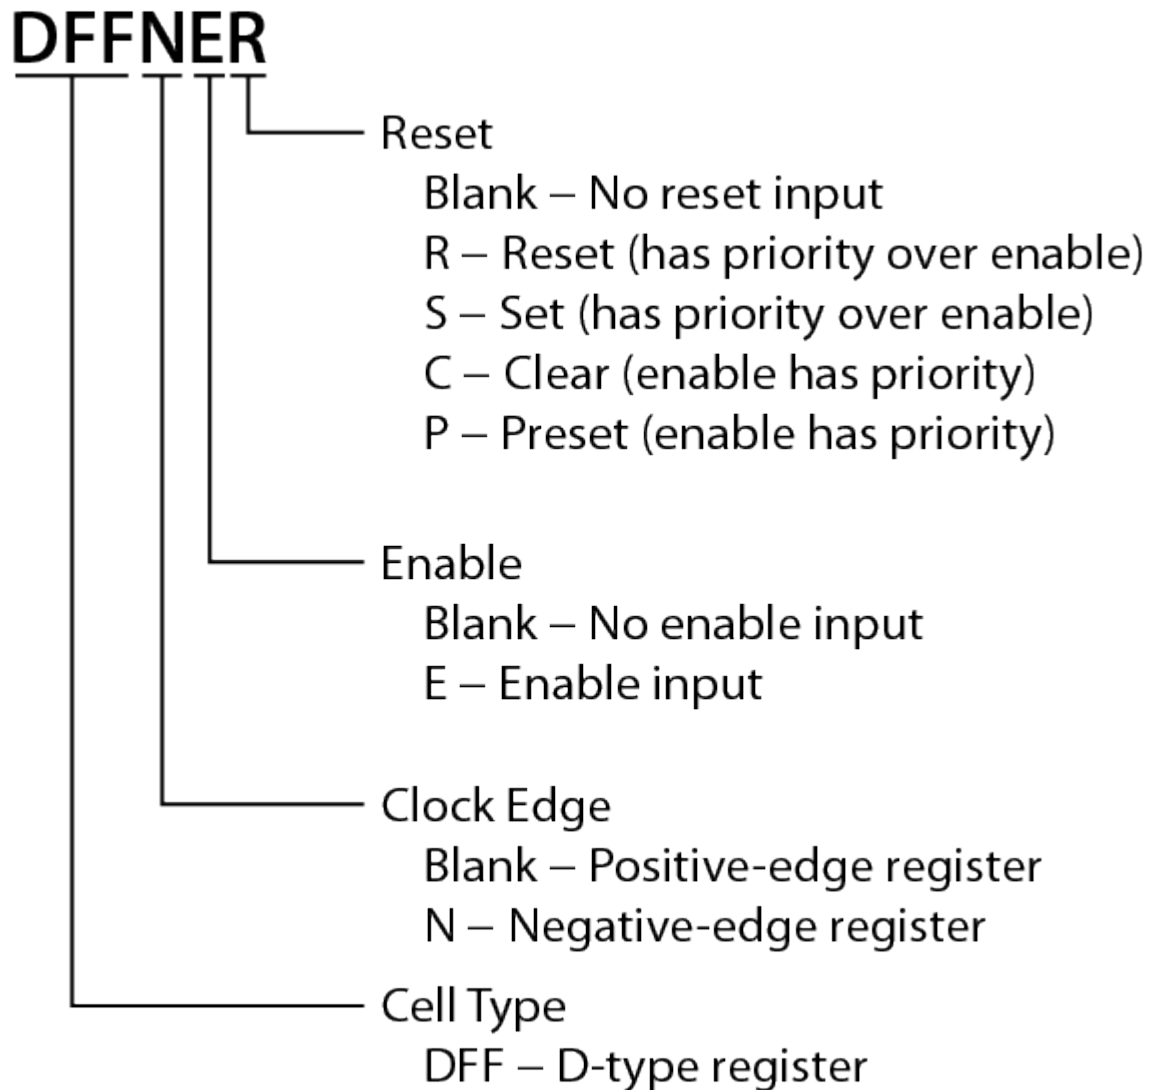 DFFNER
Reset
Blank – No reset input
R – Reset (has priority over enable)
S – Set (has priority over enable)
C – Clear (enable has priority)
P – Preset (enable has priority)
Enable
Blank – No enable input
E – Enable input
Clock Edge
Blank – Positive-edge register
N – Negative-edge register
Cell Type
DFF – D-type register